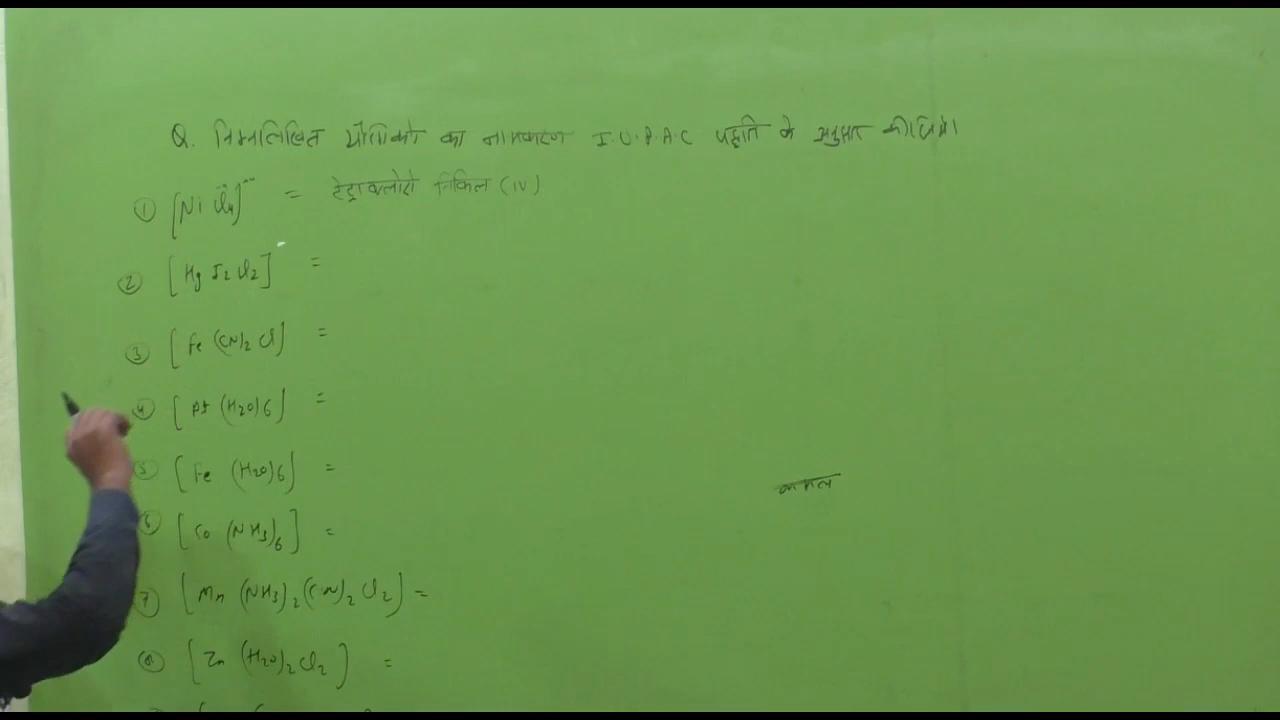 Q. निम्नलिखित यौगिको का नामकरण I.U.P.A.C पद्दति के अनुसार कीजिये।
① [Ni Cl4]-- = टेट्राक्लोरो निकिल (IV)
② [Hg I2 Cl2] =
③ [Fe (CN)2 Cl] =
④ [Pt (H2O)6] =
5 [Fe (H2O)6] =
6 [Co (NH3)6] =
7 [Mn (NH3)2 (CN)2 Cl2] =
⑧ [Zn (H2O)2 Cl2] =